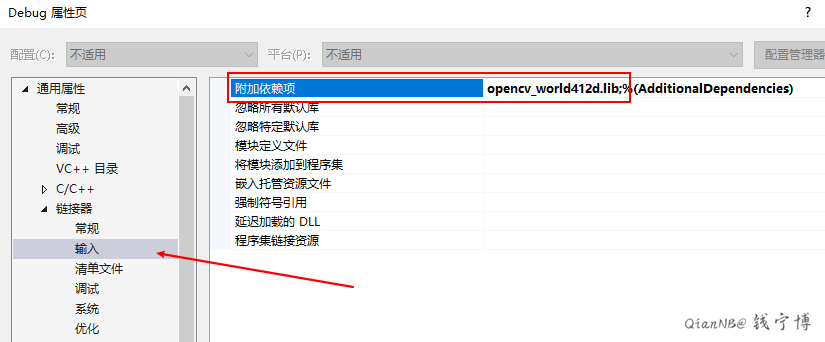 Debug 属性页
?
配置(C):
不适用
平台(P):
不适用
配置管理器
通用属性
常规
高级
调试
VC++ 目录
C/C++
链接器
常规
输入
清单文件
调试
系统
优化
附加依赖项
opencv_world412d.lib;%(AdditionalDependencies)
忽略所有默认库
忽略特定默认库
模块定义文件
将模块添加到程序集
嵌入托管资源文件
强制符号引用
延迟加载的 DLL
程序集链接资源
QianNB@ 钱宁博